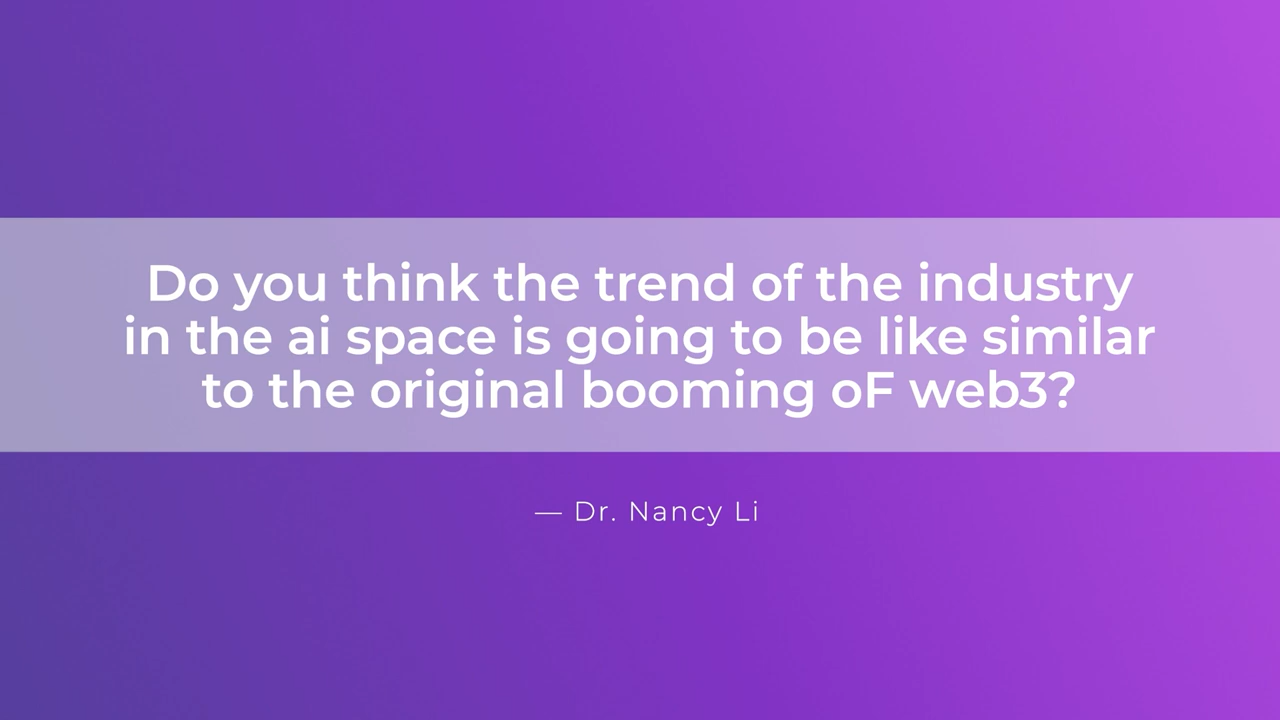 Do you think the trend of the industry
in the ai space is going to be like similar
to the original booming oF web3?
— Dr. Nancy Li